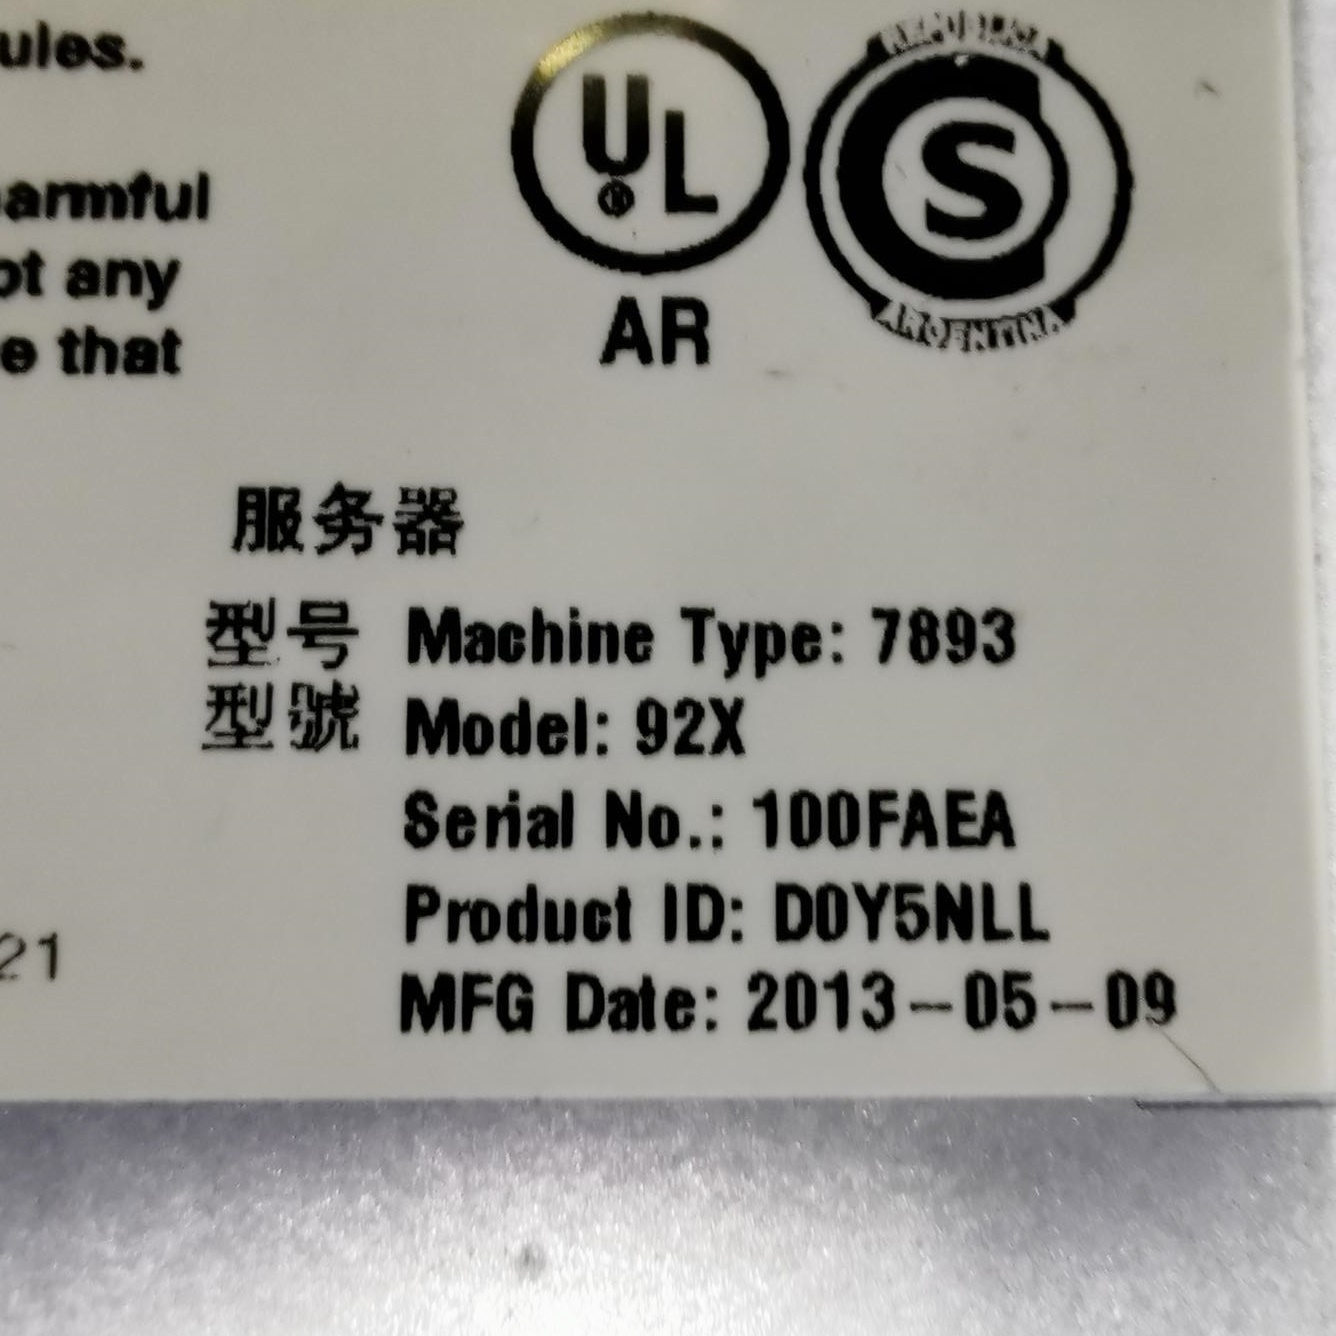 ules.
armful
ot any
e that
UL
®
AR
REPUBLICA
S
ARGENTINA
服务器
型号 Machine Type: 7893
型號 Model: 92X
Serial No.: 100FAEA
Product ID: D0Y5NLL
MFG Date: 2013-05-09
21